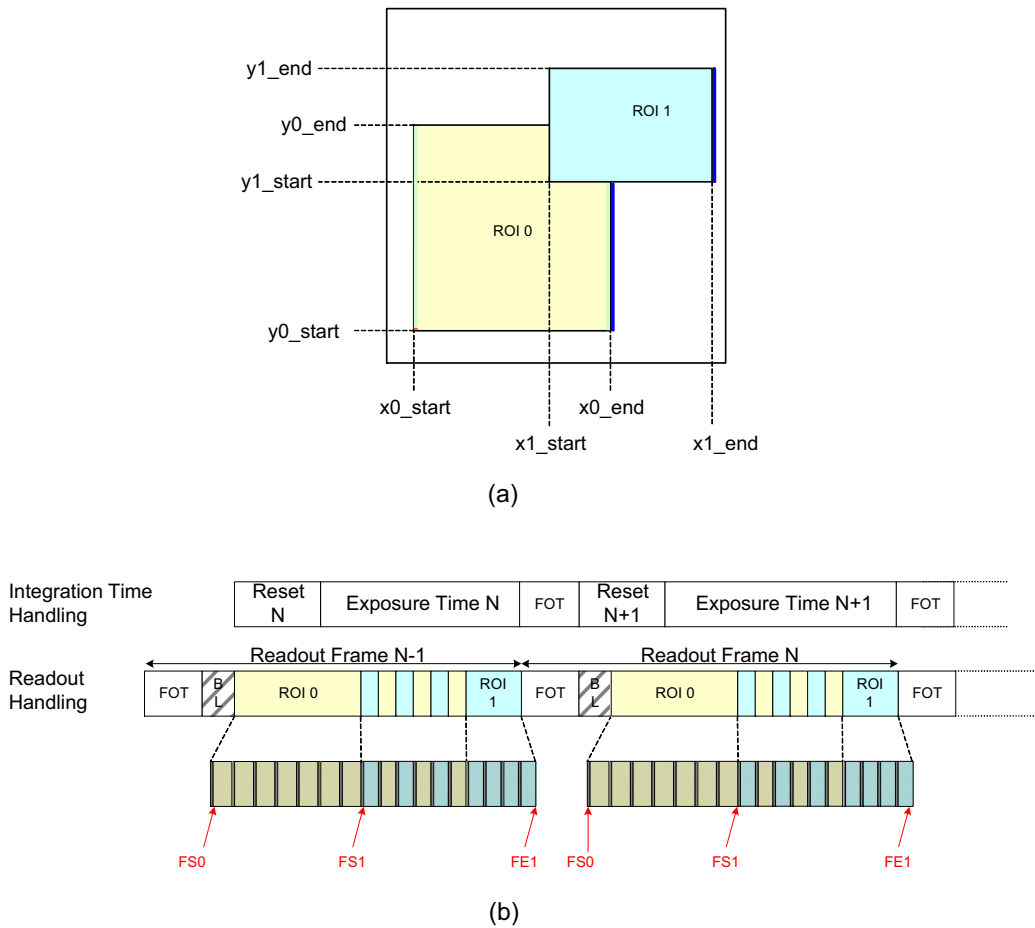 y1_end
ROI 1
y0_end
y1_start
ROI 0
y0_start
x0_start
x0_end
x1_start
x1_end
(a)
Integration Time
Handling
Reset
N
Exposure Time N
FOT
Reset
N+1
Exposure Time N+1
FOT
Readout Frame N-1
Readout Frame N
Readout
Handling
FOT
B
L
ROI 0
ROI
1
FOT
B
L
ROI 0
ROI
1
FOT
FS0
FS1
FE1
FS0
FS1
FE1
(b)